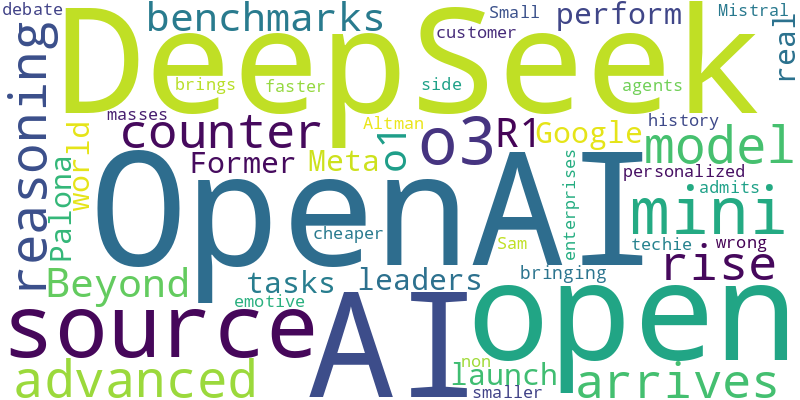 debate
benchmarks
Small
perform
Mistral
customer
real
DeepSeek
brings
faster
side
agents
reasoning
masses
counter
Altman
o1
o3
R1
Google
history
model
world
Palona
Former
Meta
personalized
enterprises
admits
OpenAI
mini
cheaper
Sam
techie
wrong
rise
Beyond
tasks
leaders
bringing
emotive
source
AI
open
advanced
non
launch
smaller
arrives